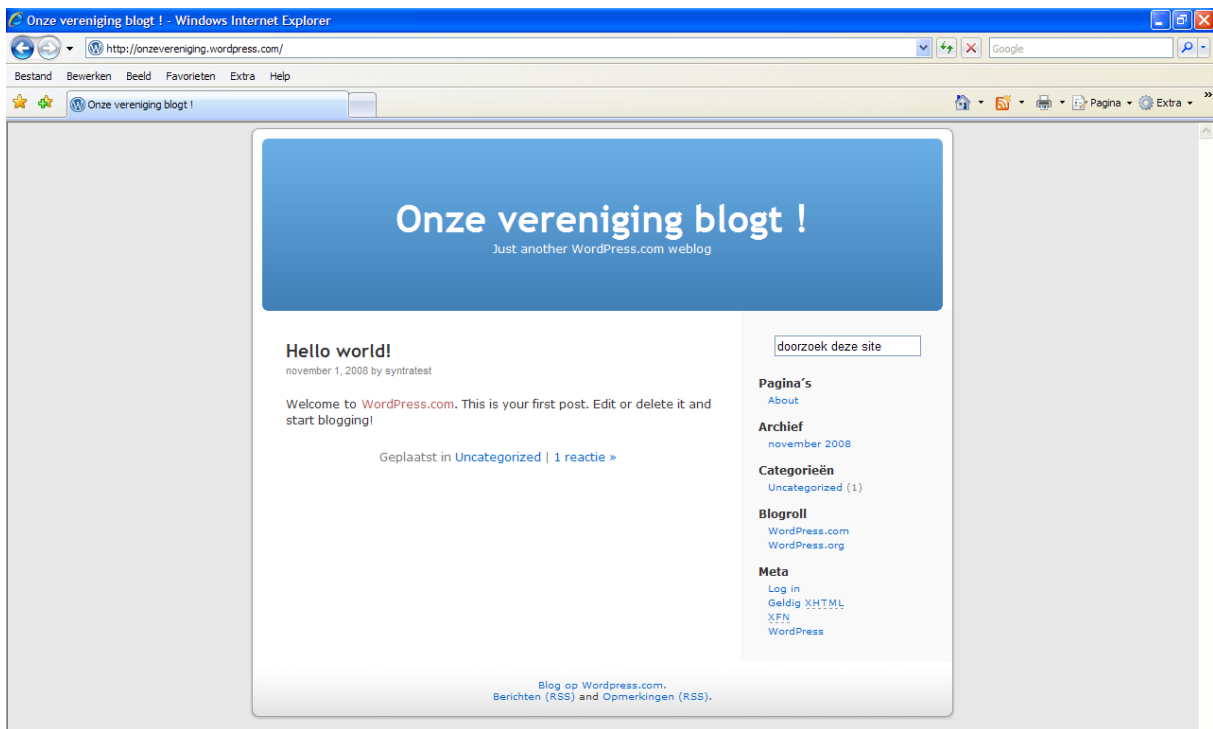 Onze vereniging blogt ! - Windows Internet Explorer
http://onzevereniging.wordpress.com/
Google
Bestand Bewerken Beeld Favorieten Extra Help
Onze vereniging blogt !
Pagina
Extra
Onze vereniging blogt !
Just another WordPress.com weblog
Hello world!
november 1, 2008 by syntratest
Welcome to WordPress.com. This is your first post. Edit or delete it and
start blogging!
Geplaatst in Uncategorized | 1 reactie »
doorzoek deze site
Pagina's
About
Archief
november 2008
Categorieën
Uncategorized (1)
Blogroll
WordPress.com
WordPress.org
Meta
Log in
Geldig XHTML
XFN
WordPress
Blog op Wordpress.com.
Berichten (RSS) and Opmerkingen (RSS).